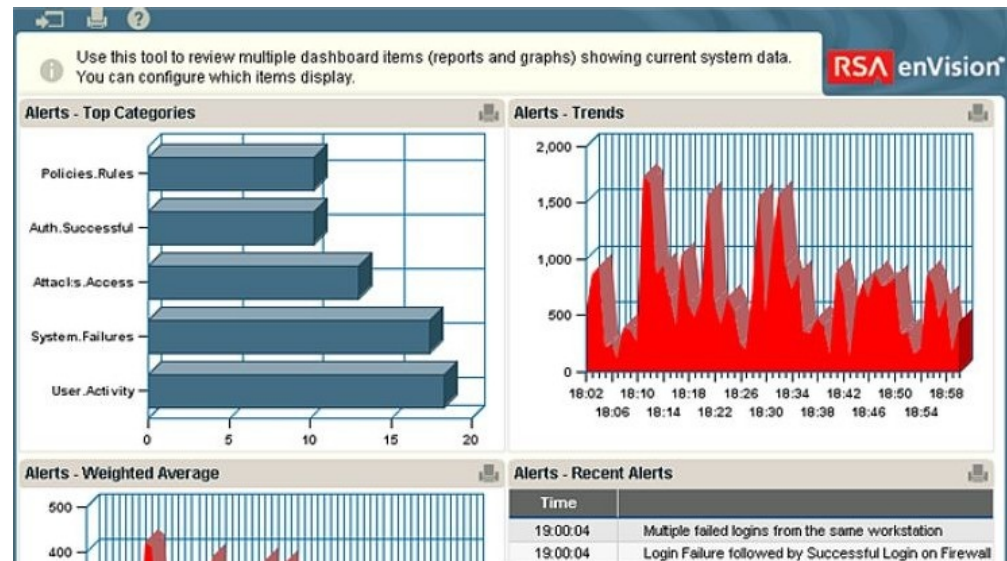 Use this tool to review multiple dashboard items (reports and graphs) showing current system data.
You can configure which items display.
RSA enVision
Alerts - Top Categories
Policies.Rules
Auth.Successful
Attacks.Access
System.Failures
User.Activity
0 5 10 15 20
Alerts - Trends
2,000
1,500
1,000
500
0
18:02 18:10 18:18 18:26 18:34 18:42 18:50 18:58
18:06 18:14 18:22 18:30 18:38 18:46 18:54
Alerts - Weighted Average
500
400
Alerts - Recent Alerts
Time
19:00:04 Multiple failed logins from the same workstation
19:00:04 Login Failure followed by Successful Login on Firewall